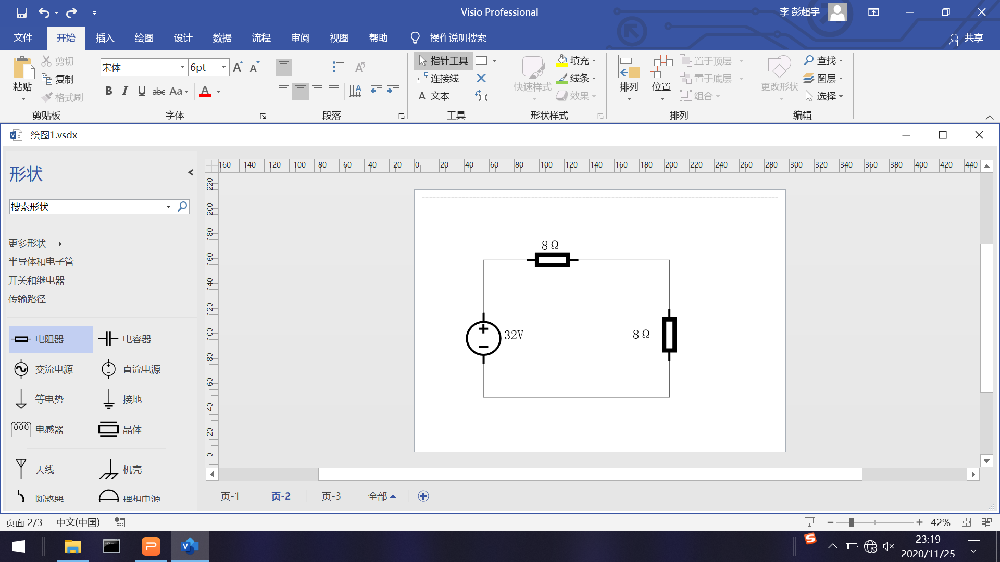 Visio Professional
李 彭超宇
文件 开始 插入 绘图 设计 数据 流程 审阅 视图 帮助 操作说明搜索 共享
粘贴 剪切 复制 格式刷 剪贴板
宋体 6pt A A
B I U abc Aa A 字体
段落
指针工具 连接线 A 文本 工具
快速样式 填充 线条 效果 形状样式
排列 位置 置于顶层 置于底层 组合 排列
更改形状 查找 图层 选择 编辑
绘图1.vsdx
形状
搜索形状
更多形状
半导体和电子管
开关和继电器
传输路径
电阻器 电容器
交流电源 直流电源
等电势 接地
电感器 晶体
天线 机壳
断路器 理想电源
160 -140 -120 -100 -80 -60 -40 -20 0 20 40 60 80 100 120 140 160 180 200 220 240 260 280 300 320 340 360 380 400 420 440
220 200 180 160 140 120 100 80 60 40 20 0
8Ω
32V
8Ω
页-1 页-2 页-3 全部
页面 2/3 中文(中国) 42%
23:19
2020/11/25